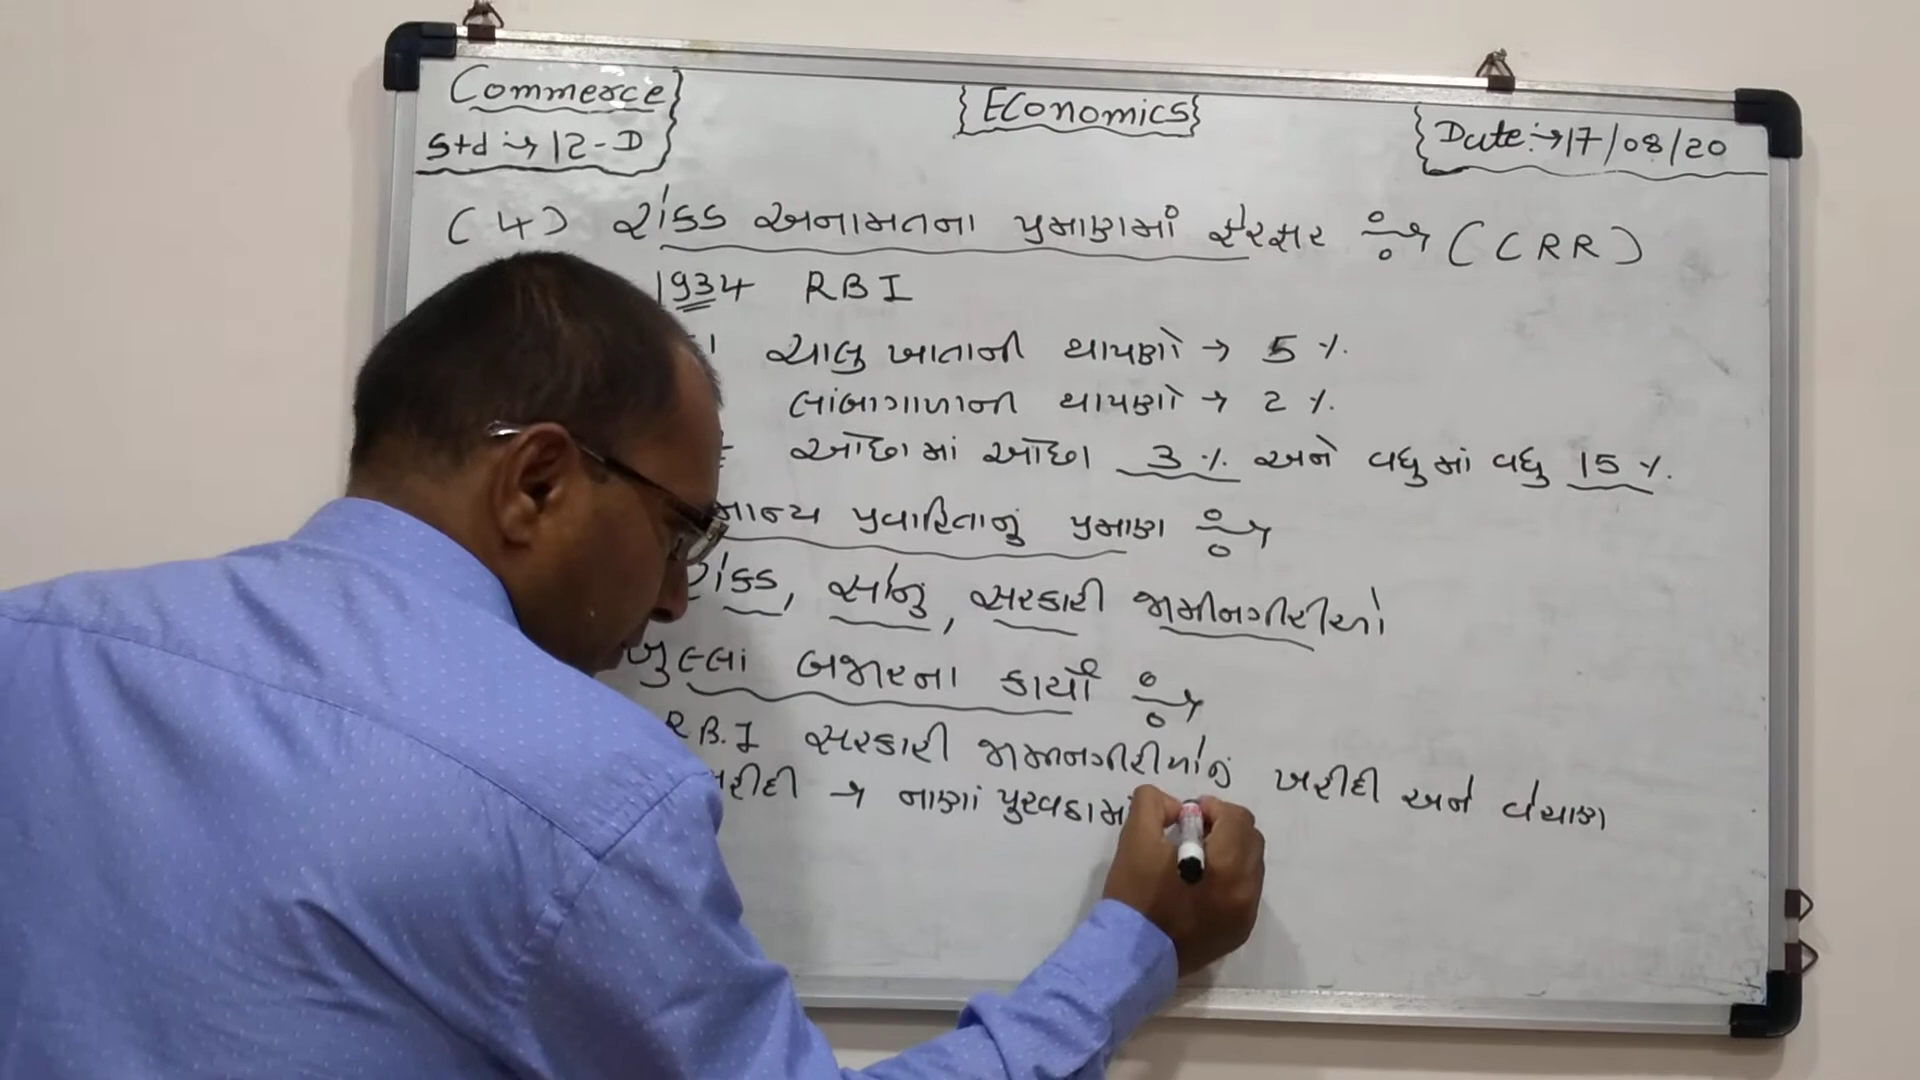 Commerce
Economics
Date:→17/08/20
Std:→12-D
(4) રોકડ અનામતના પ્રમાણમાં ફેરફાર :→ (CRR)
1934 RBI
ચાલુ ખાતાની થાપણો → 5 %.
લાંબાગાળાની થાપણો → 2 %.
ઓછામાં ઓછા 3 %. અને વધુમાં વધુ 15 %.
પ્રવાહિતાનું પ્રમાણ :→
રોકડ, સોનુ, સરકારી જામીનગીરીઓ
ખુલ્લાં બજારના કાર્યો :→
R.B.I સરકારી જામીનગીરીઓનું ખરીદી અને વેચાણ
ખરીદી → નાણાં પુરવઠામાં